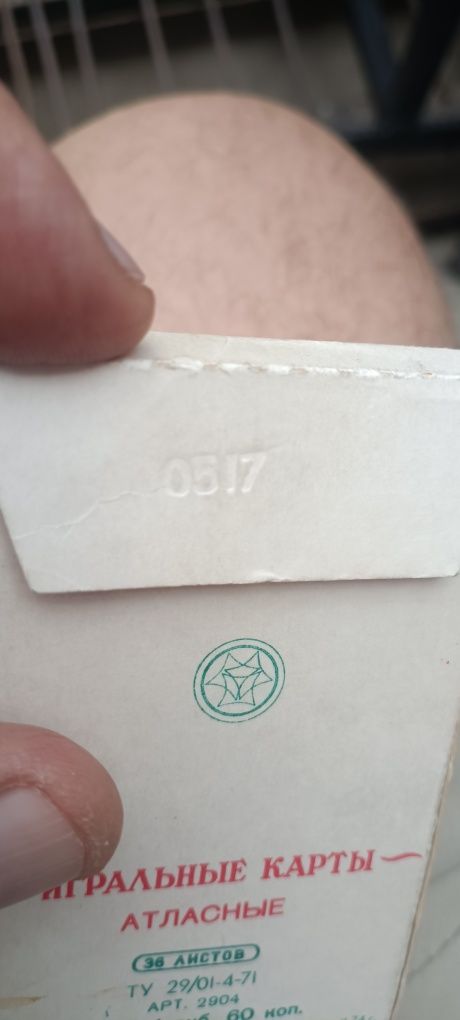 0517
ИГРАЛЬНЫЕ КАРТЫ
АТЛАСНЫЕ
36 ЛИСТОВ
ТУ 29/01-4-71
АРТ. 2904
60 коп.